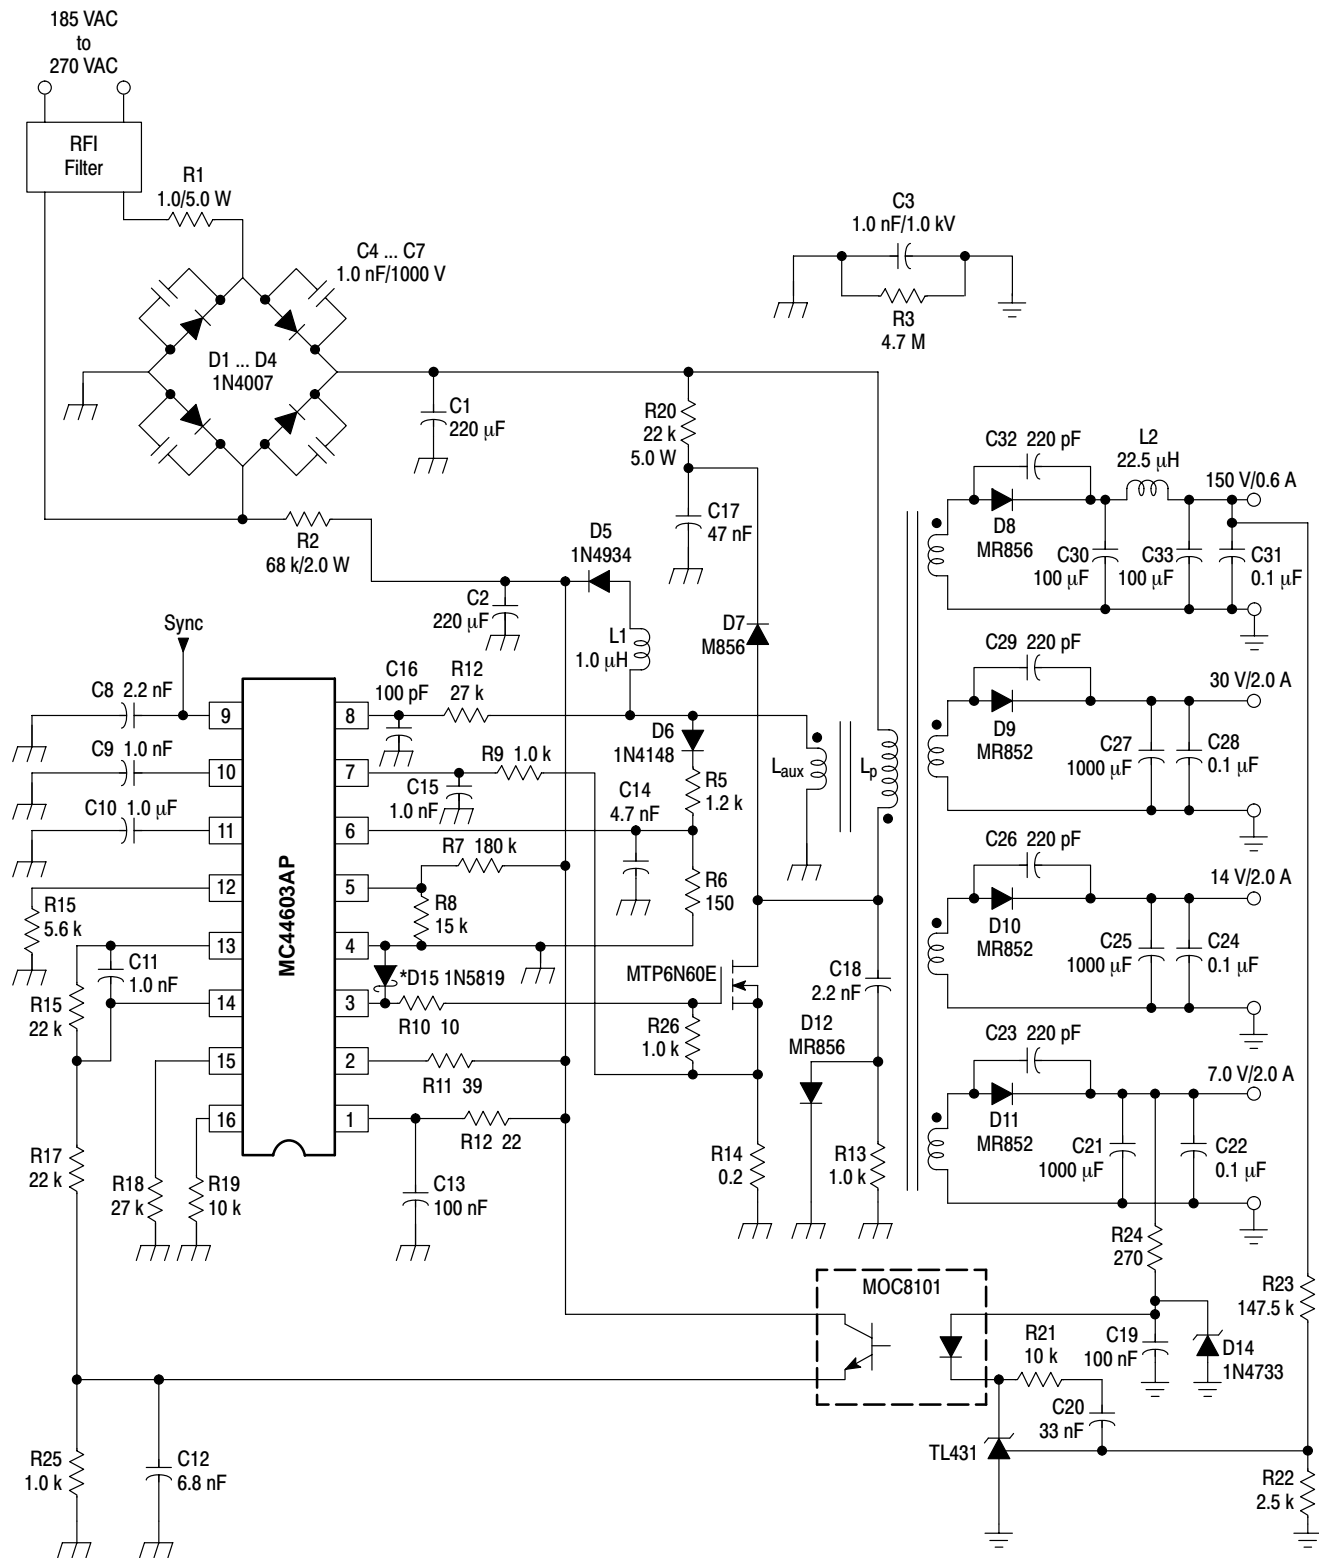 185 VAC
to
270 VAC
RFI
Filter
R1
1.0/5.0 W
C4 ... C7
1.0 nF/1000 V
D1 ... D4
1N4007
C3
1.0 nF/1.0 kV
R3
4.7 M
C1
220 µF
R20
22 k
5.0 W
C17
47 nF
R2
68 k/2.0 W
D5
1N4934
C2
220 µF
L1
1.0 µH
D7
M856
C32 220 pF
L2
22.5 µH
150 V/0.6 A
D8
MR856
C30
100 µF
C33
100 µF
C31
0.1 µF
Sync
C8 2.2 nF
C9 1.0 nF
C10 1.0 µF
9
10
11
12
13
14
15
16
MC44603AP
8
7
6
5
4
3
2
1
C16
100 pF
R12
27 k
D6
1N4148
R9 1.0 k
C15
1.0 nF
C14
4.7 nF
R5
1.2 k
Laux
Lp
R7 180 k
R8
15 k
R6
150
R15
5.6 k
C11
1.0 nF
R15
22 k
*D15 1N5819
R10 10
MTP6N60E
R26
1.0 k
C18
2.2 nF
D12
MR856
R11 39
R12 22
C13
100 nF
R17
22 k
R18
27 k
R19
10 k
R14
0.2
R13
1.0 k
C29 220 pF
30 V/2.0 A
D9
MR852
C27
1000 µF
C28
0.1 µF
C26 220 pF
14 V/2.0 A
D10
MR852
C25
1000 µF
C24
0.1 µF
C23 220 pF
7.0 V/2.0 A
D11
MR852
C21
1000 µF
C22
0.1 µF
R24
270
MOC8101
R23
147.5 k
R21
10 k
C19
100 nF
D14
1N4733
C20
33 nF
TL431
R25
1.0 k
C12
6.8 nF
R22
2.5 k